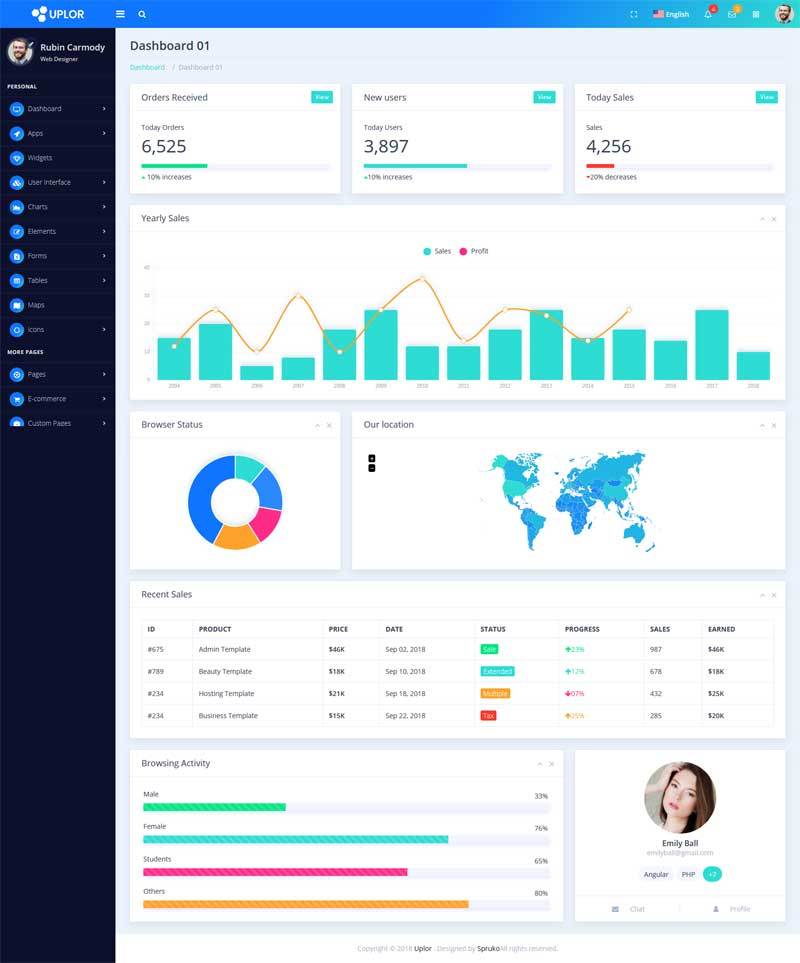 UPLOR
English
4
Rubin Carmody
Web Designer
PERSONAL
Dashboard
Apps
Widgets
User Interface
Charts
Elements
Forms
Tables
Maps
Icons
MORE PAGES
Pages
E-commerce
Custom Pages
Dashboard 01
Dashboard / Dashboard 01
Orders Received View
Today Orders
6,525
10% increases
New users View
Today Users
3,897
10% increases
Today Sales View
Sales
4,256
20% decreases
Yearly Sales
Sales Profit
40
30
20
10
0
2004 2005 2006 2007 2008 2009 2010 2011 2012 2013 2014 2015 2016 2017 2018
Browser Status
Our location
+
−
Recent Sales
ID PRODUCT PRICE DATE STATUS PROGRESS SALES EARNED
#675 Admin Template $46K Sep 02, 2018 Sale 23% 987 $46K
#789 Beauty Template $18K Sep 10, 2018 Extended 12% 678 $18K
#234 Hosting Template $21K Sep 18, 2018 Multiple 07% 432 $25K
#234 Business Template $15K Sep 22, 2018 Tax 25% 285 $20K
Browsing Activity
Male 33%
Female 76%
Students 65%
Others 80%
Emily Ball
emilyball@gmail.com
Angular PHP +7
Chat Profile
Copyright © 2018 Uplor . Designed by SprukoAll rights reserved.